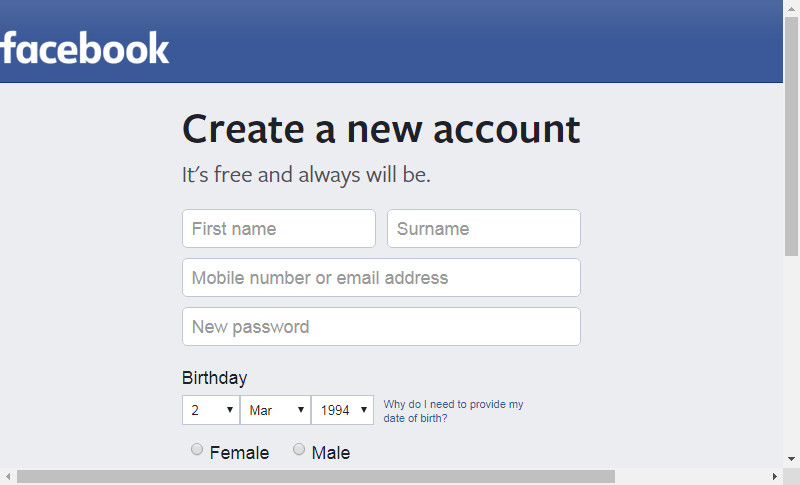 facebook
Create a new account
It's free and always will be.
First name Surname
Mobile number or email address
New password
Birthday
2 Mar 1994 Why do I need to provide my
date of birth?
Female Male